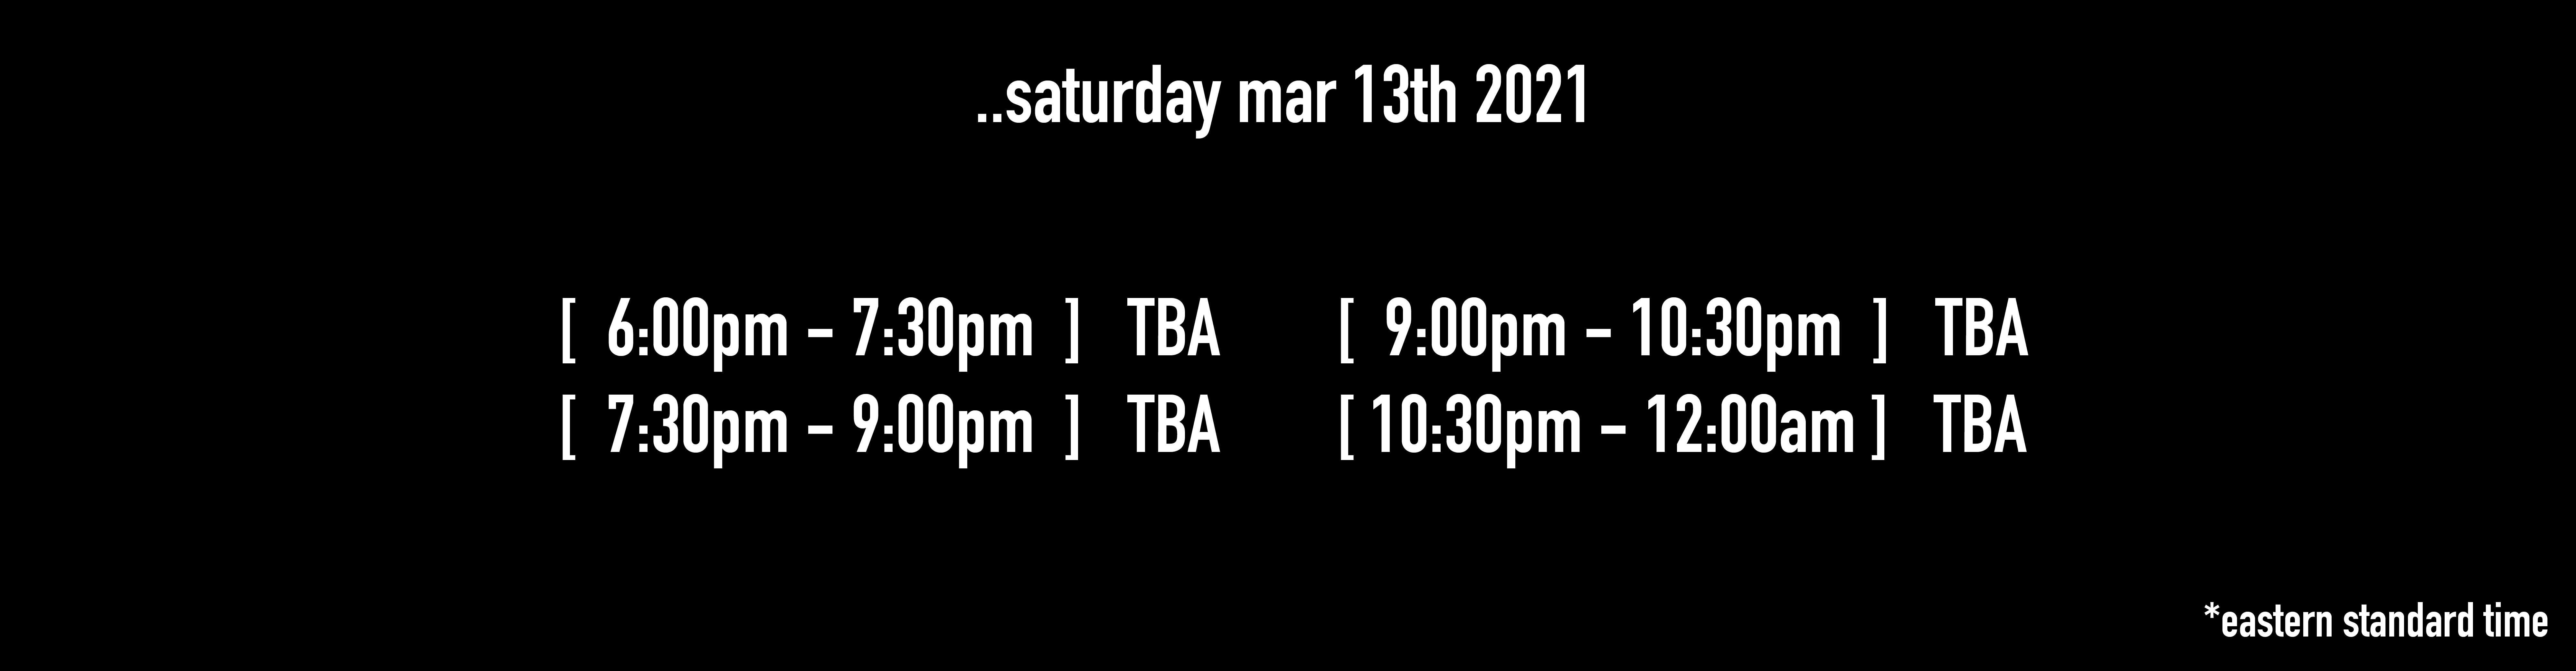 ..saturday mar 13th 2021
[ 6:00pm – 7:30pm ] TBA [ 9:00pm – 10:30pm ] TBA
[ 7:30pm – 9:00pm ] TBA [ 10:30pm – 12:00am ] TBA
*eastern standard time